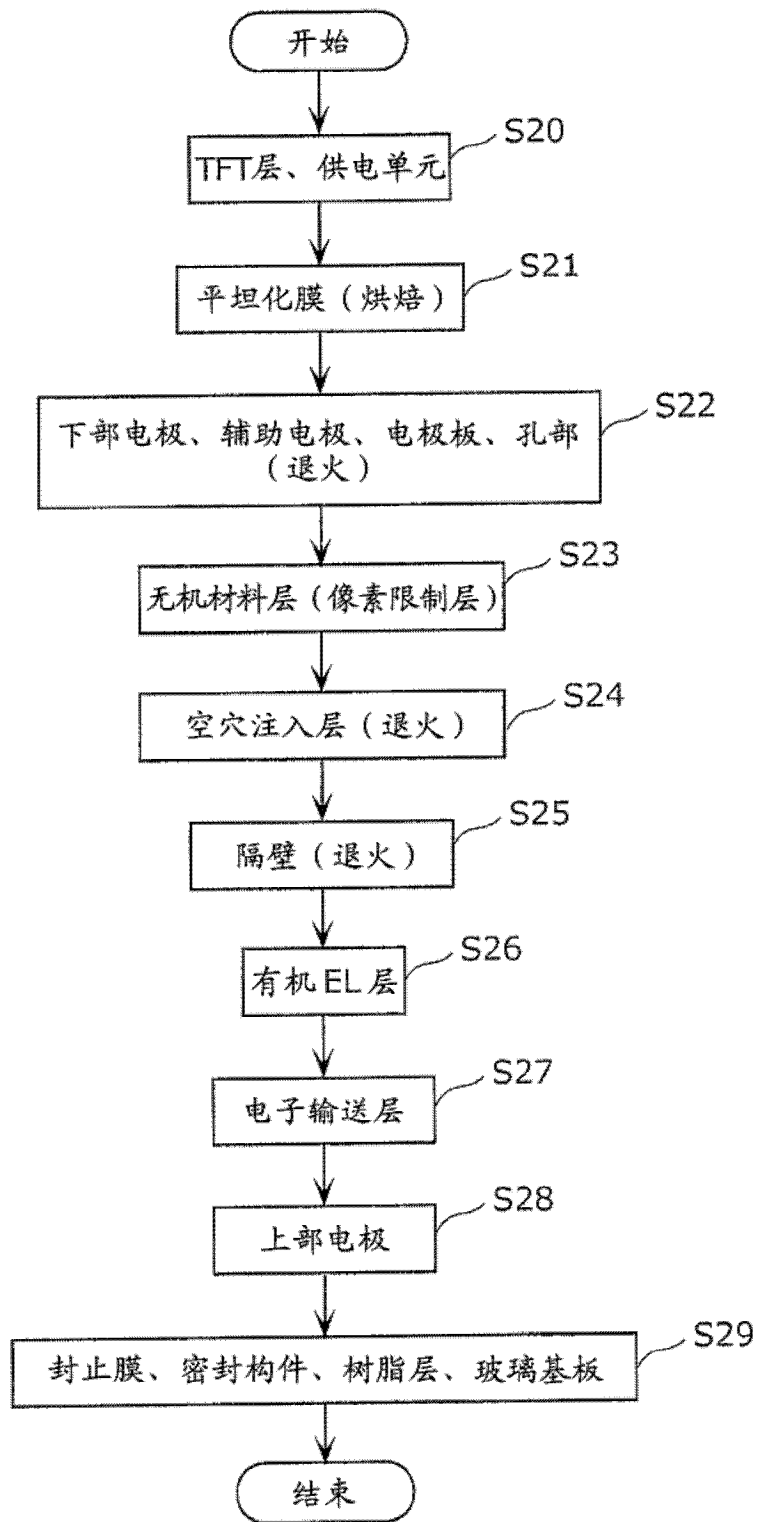 开始
S20
TFT层、供电单元
S21
平坦化膜(烘焙)
S22
下部电极、辅助电极、电极板、孔部
(退火)
S23
无机材料层(像素限制层)
S24
空穴注入层(退火)
S25
隔壁(退火)
S26
有机EL层
S27
电子输送层
S28
上部电极
S29
封止膜、密封构件、树脂层、玻璃基板
结束